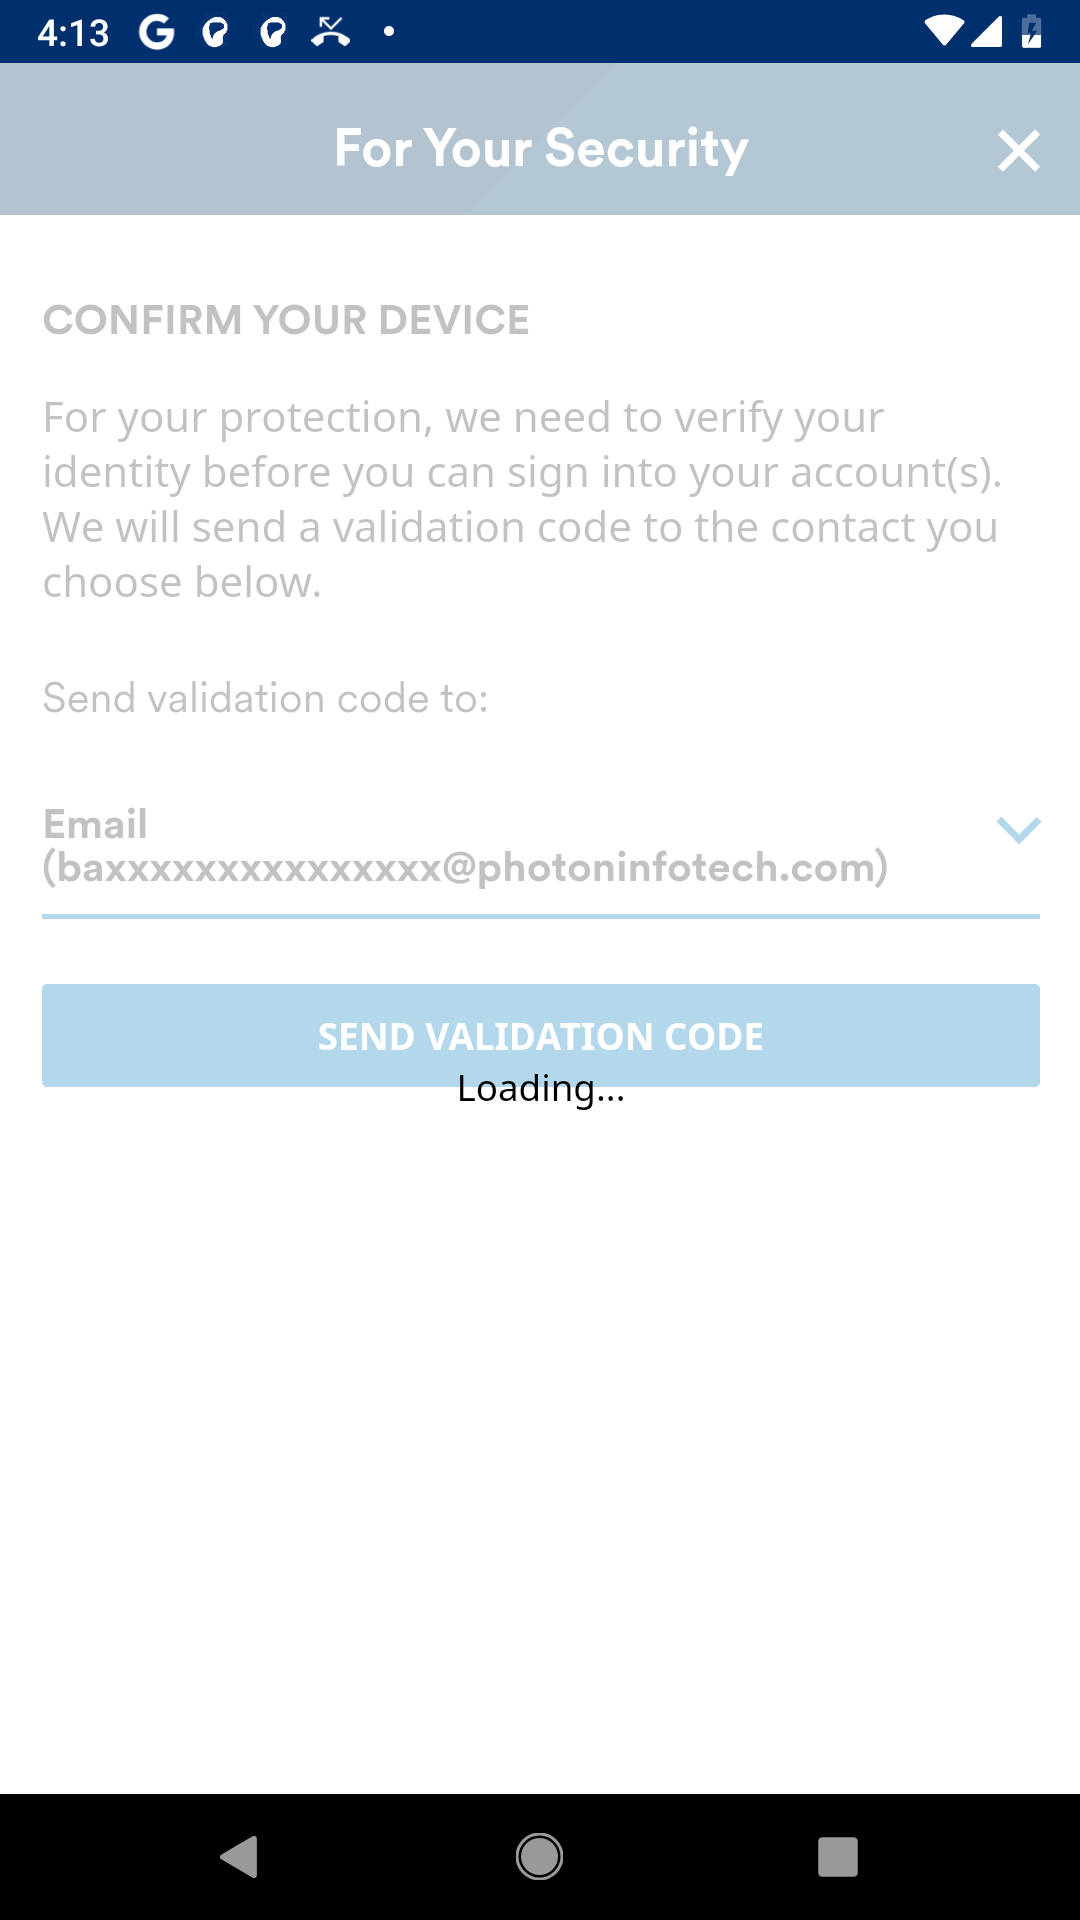 4:13
For Your Security
CONFIRM YOUR DEVICE
For your protection, we need to verify your
identity before you can sign into your account(s).
We will send a validation code to the contact you
choose below.
Send validation code to:
Email
(baxxxxxxxxxxxxxxx@photoninfotech.com)
SEND VALIDATION CODE
Loading...